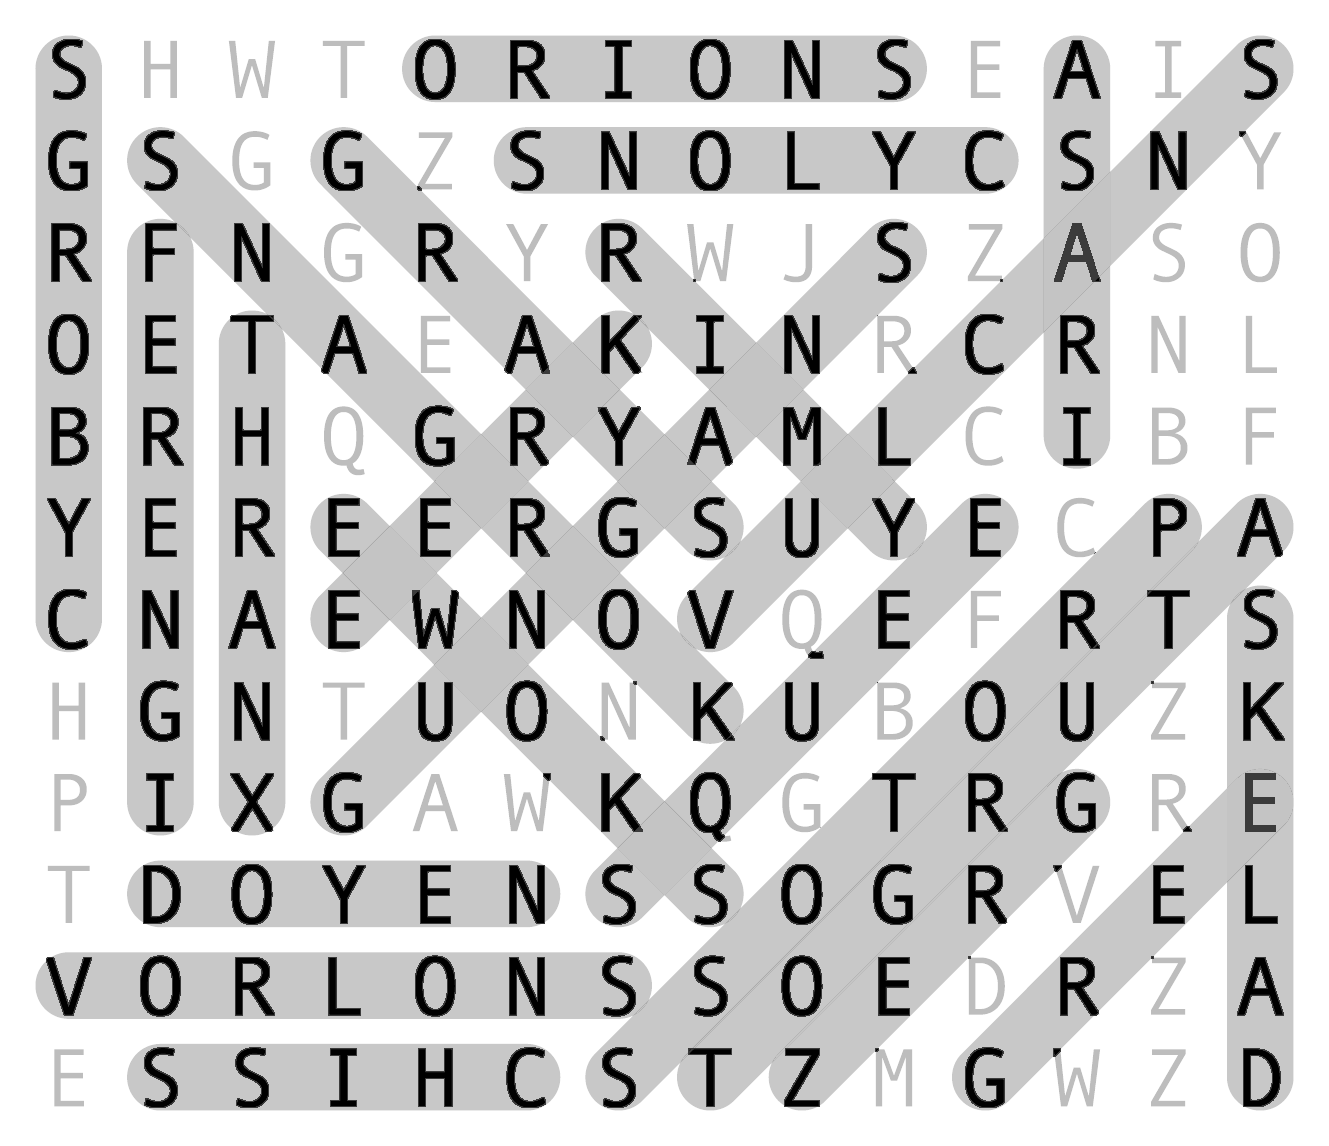 S H W T O R I O N S E A I S
G S G G Z S N O L Y C S N Y
R F N G R Y R W J S Z A S O
O E T A E A K I N R C R N L
B R H Q G R Y A M L C I B F
Y E R E E R G S U Y E C P A
C N A E W N O V Q E F R T S
H G N T U O N K U B O U Z K
P I X G A W K Q G T R G R E
T D O Y E N S S O G R V E L
V O R L O N S S O E D R Z A
E S S I H C S T Z M G W Z D